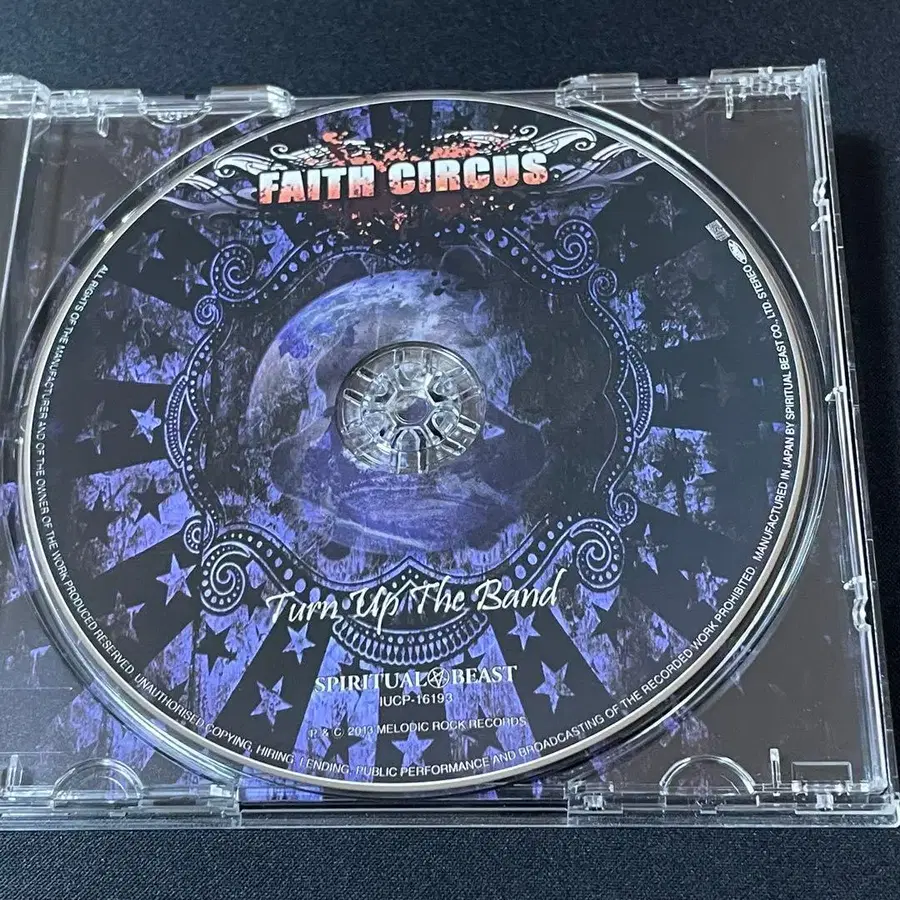 FAITH CIRCUS
Turn Up The Band
SPIRITUAL BEAST
IUCP-16193
P & C 2013 MELODIC ROCK RECORDS
ALL RIGHTS OF THE MANUFACTURER AND OF THE OWNER OF THE WORK PRODUCED RESERVED. UNAUTHORISED COPYING, HIRING, LENDING, PUBLIC PERFORMANCE AND BROADCASTING OF THE RECORDED WORK PROHIBITED. MANUFACTURED IN JAPAN BY SPIRITUAL BEAST CO., LTD. STEREO